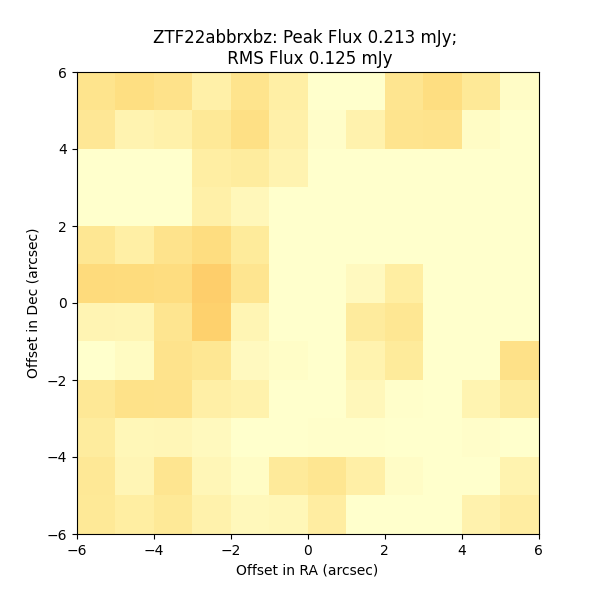 ZTF22abbrxbz: Peak Flux 0.213 mJy;
RMS Flux 0.125 mJy
6
4
2
0
−2
−4
−6
Offset in Dec (arcsec)
−6 −4 −2 0 2 4 6
Offset in RA (arcsec)